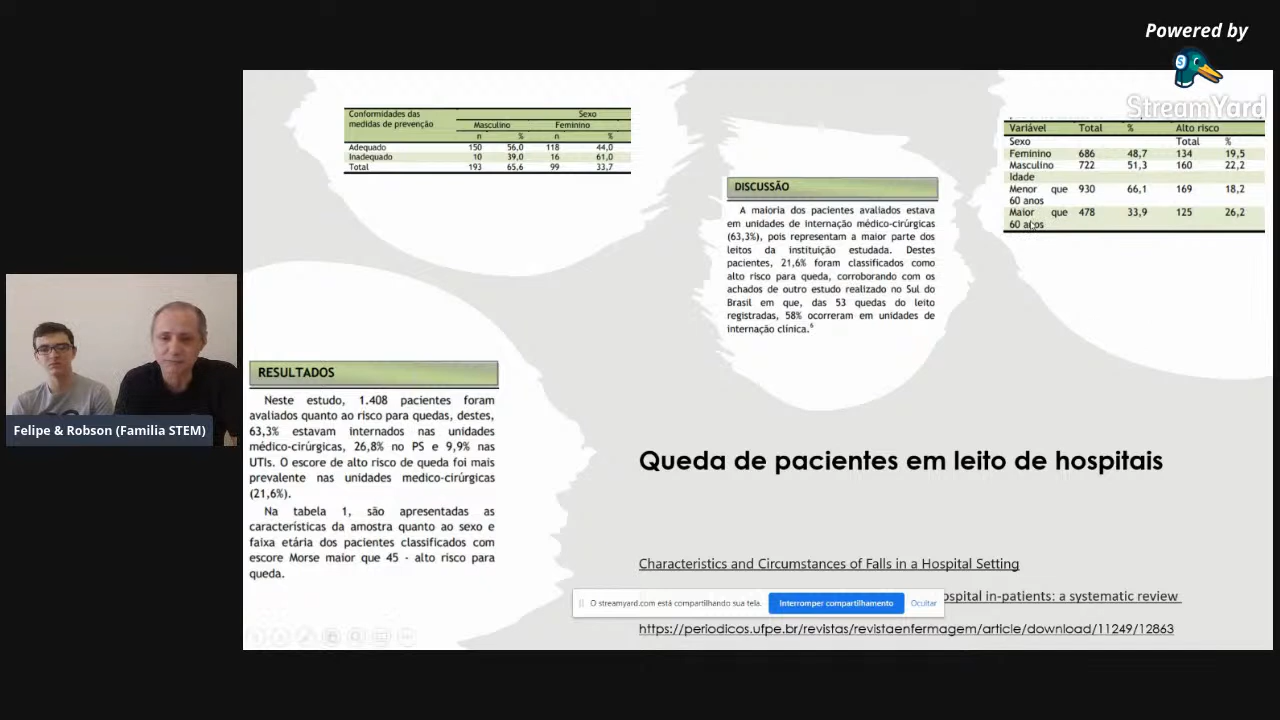 Powered by
StreamYard
Conformidades das
medidas de prevenção
Sexo
Masculino Feminino
n % n %
Adequado 150 56,0 118 44,0
Inadequado 10 39,0 16 61,0
Total 193 65,6 99 33,7
Variável Total % Alto risco
Sexo Total %
Feminino 686 48,7 134 19,5
Masculino 722 51,3 160 22,2
Idade
Menor que 930 66,1 169 18,2
60 anos
Maior que 478 33,9 125 26,2
60 anos
DISCUSSÃO
A maioria dos pacientes avaliados estava
em unidades de internação médico-cirúrgicas
(63,3%), pois representam a maior parte dos
leitos da instituição estudada. Destes
pacientes, 21,6% foram classificados como
alto risco para queda, corroborando com os
achados de outro estudo realizado no Sul do
Brasil em que, das 53 quedas do leito
registradas, 58% ocorreram em unidades de
internação clínica.⁶
RESULTADOS
Neste estudo, 1.408 pacientes foram
avaliados quanto ao risco para quedas, destes,
63,3% estavam internados nas unidades
médico-cirúrgicas, 26,8% no PS e 9,9% nas
UTIs. O escore de alto risco de queda foi mais
prevalente nas unidades medico-cirúrgicas
(21,6%).
Na tabela 1, são apresentadas as
características da amostra quanto ao sexo e
faixa etária dos pacientes classificados com
escore Morse maior que 45 - alto risco para
queda.
Felipe & Robson (Familia STEM)
Queda de pacientes em leito de hospitais
Characteristics and Circumstances of Falls in a Hospital Setting
ospital in-patients: a systematic review
O streamyard.com está compartilhando sua tela. Interromper compartilhamento Ocultar
https://periodicos.ufpe.br/revistas/revistaenfermagem/article/download/11249/12863